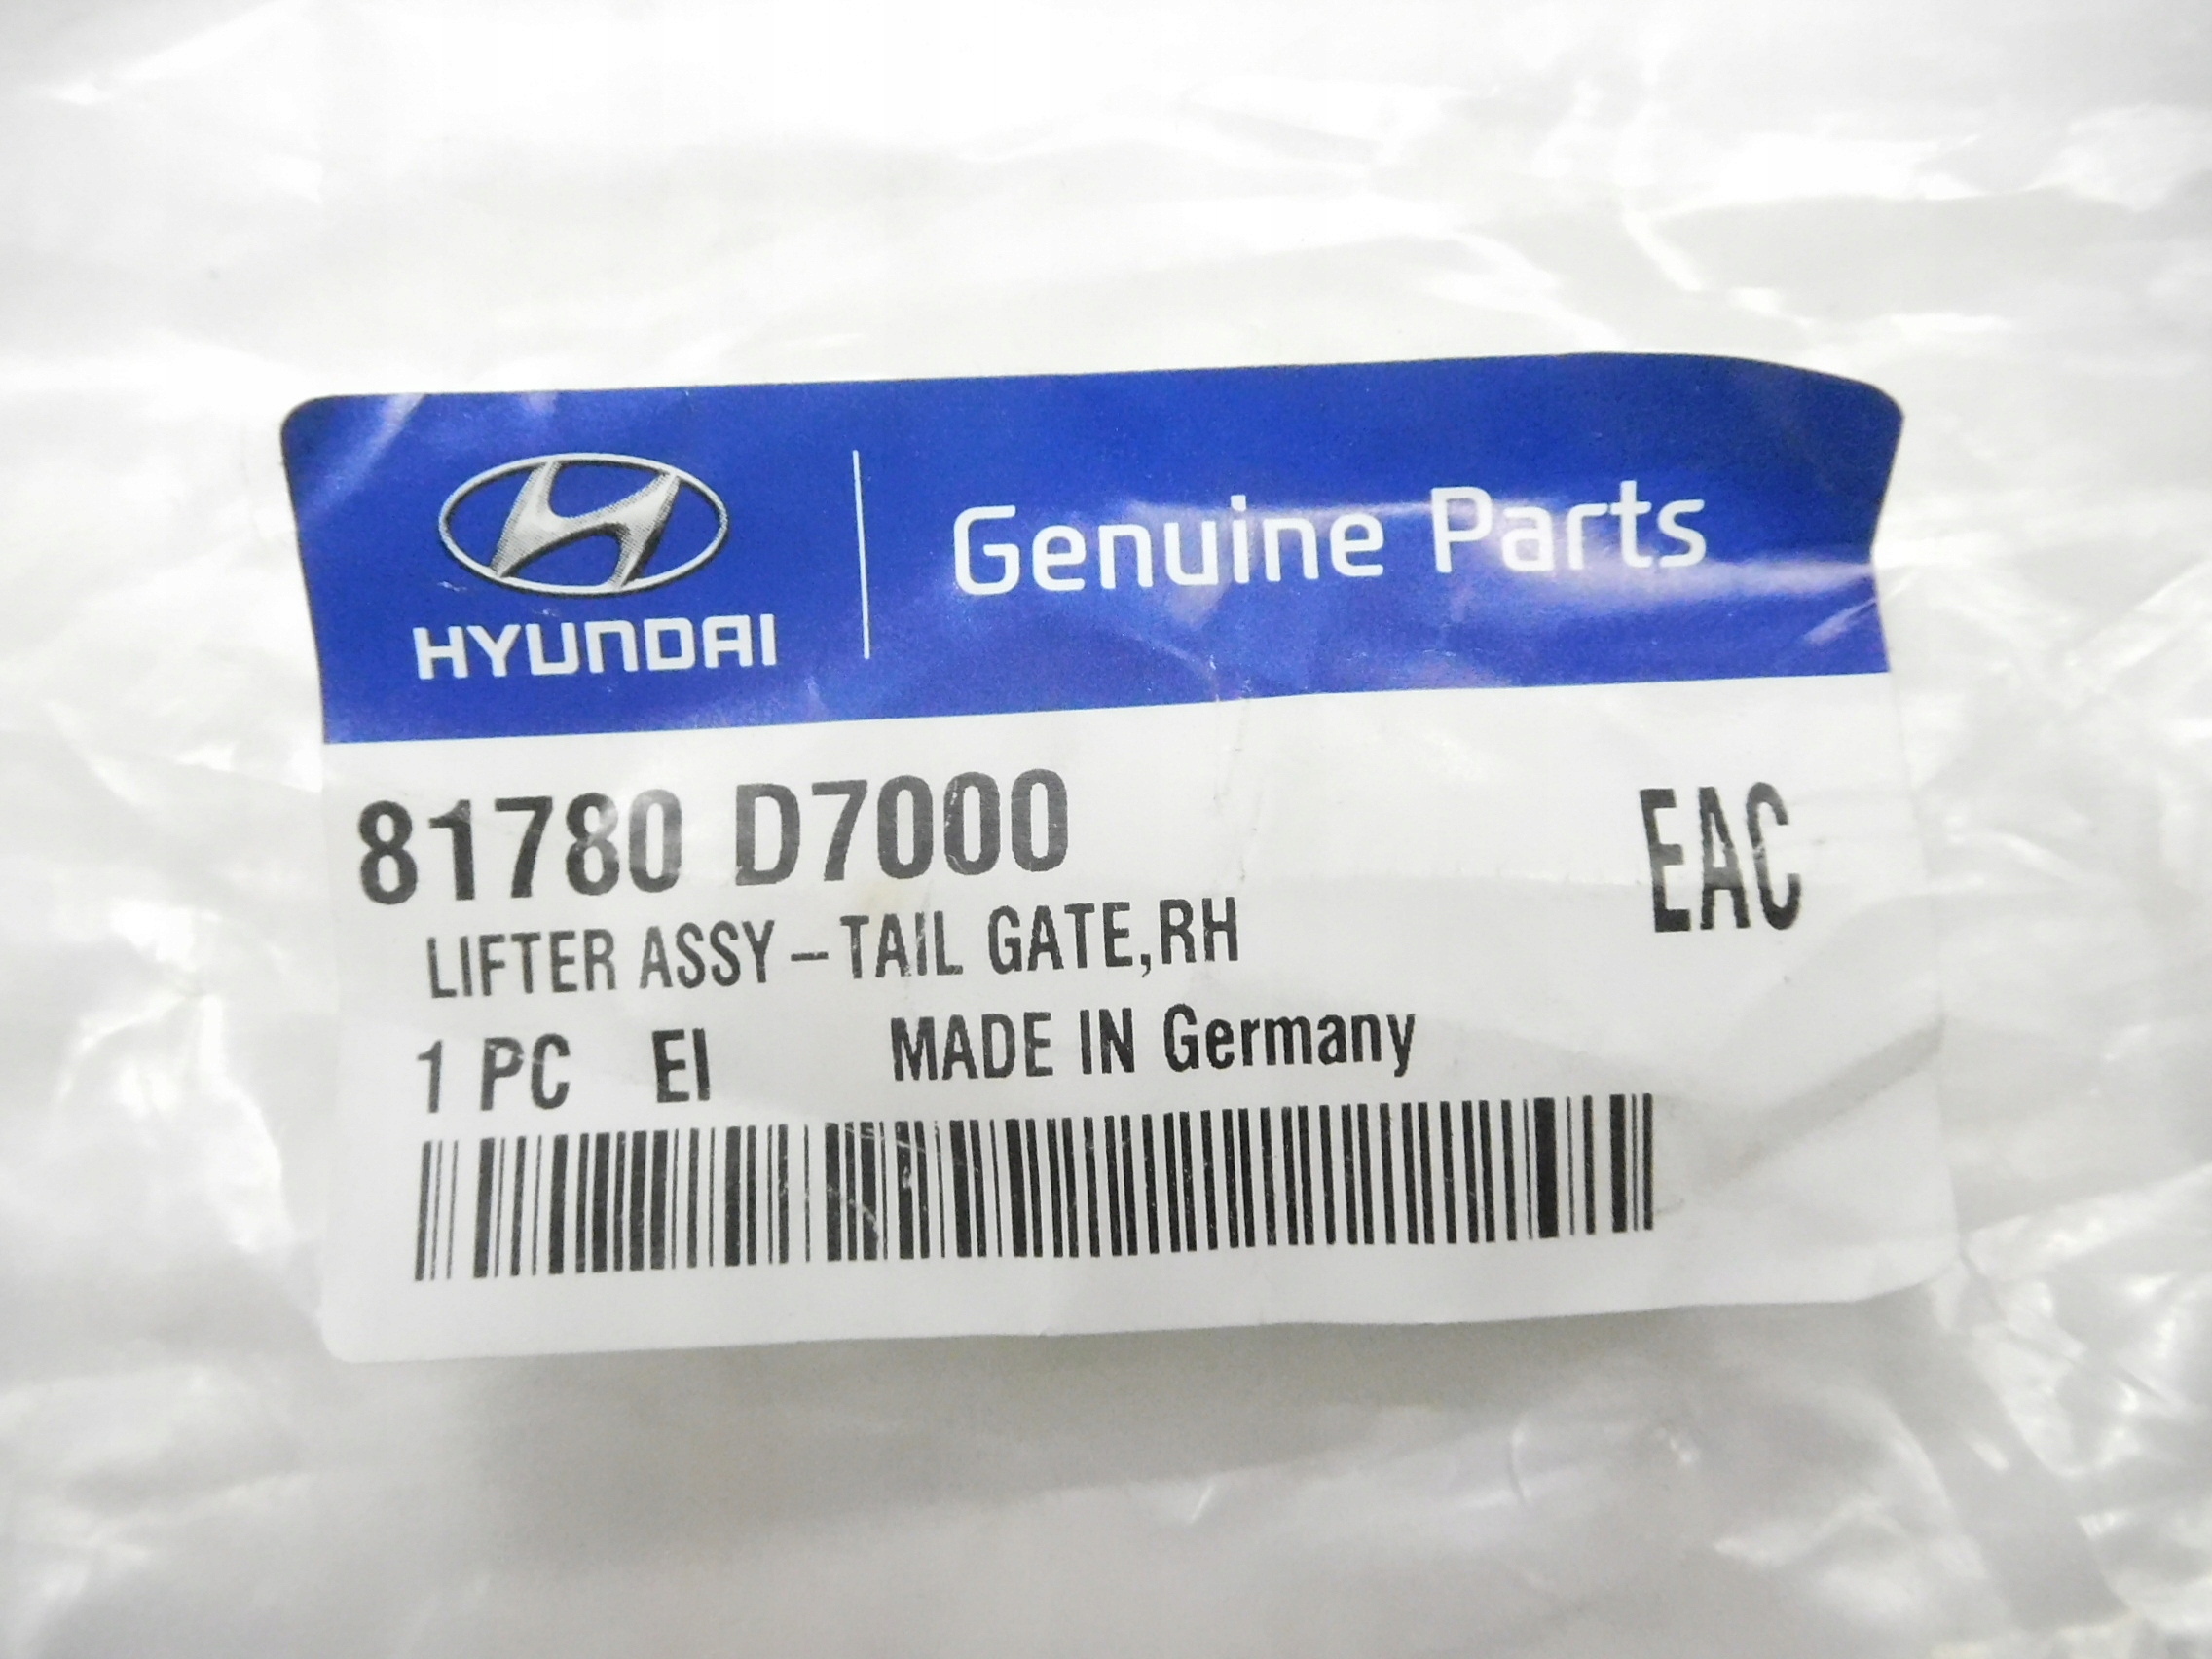 HYUNDAI
Genuine Parts
81780 D7000
EAC
LIFTER ASSY-TAIL GATE,RH
1 PC EI MADE IN Germany